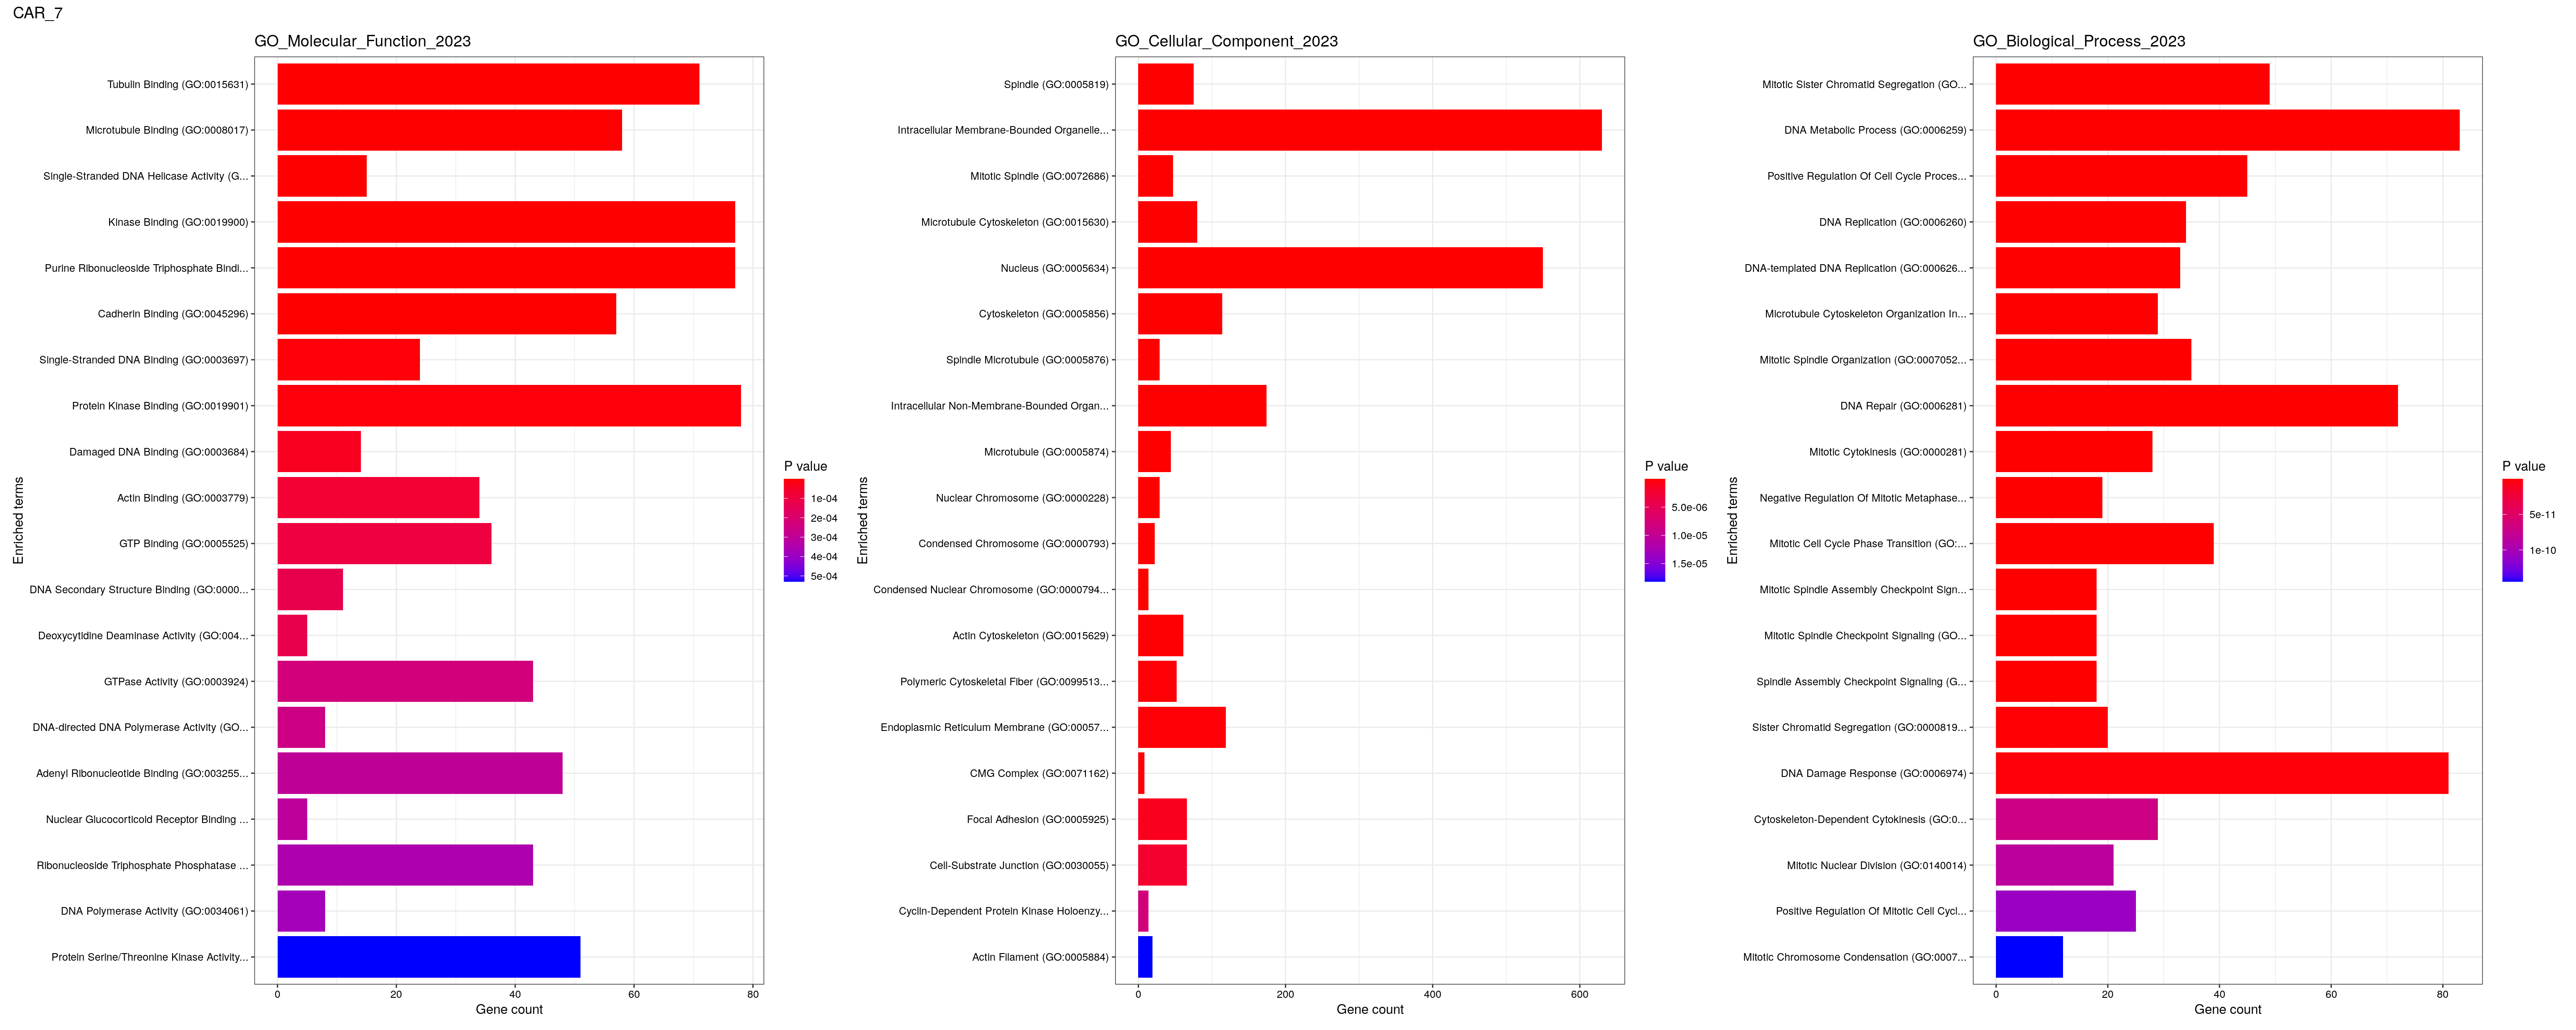 CAR_7
GO_Molecular_Function_2023
Enriched terms
Tubulin Binding (GO:0015631)
Microtubule Binding (GO:0008017)
Single-Stranded DNA Helicase Activity (G...
Kinase Binding (GO:0019900)
Purine Ribonucleoside Triphosphate Bindi...
Cadherin Binding (GO:0045296)
Single-Stranded DNA Binding (GO:0003697)
Protein Kinase Binding (GO:0019901)
Damaged DNA Binding (GO:0003684)
Actin Binding (GO:0003779)
GTP Binding (GO:0005525)
DNA Secondary Structure Binding (GO:0000...
Deoxycytidine Deaminase Activity (GO:004...
GTPase Activity (GO:0003924)
DNA-directed DNA Polymerase Activity (GO...
Adenyl Ribonucleotide Binding (GO:003255...
Nuclear Glucocorticoid Receptor Binding ...
Ribonucleoside Triphosphate Phosphatase ...
DNA Polymerase Activity (GO:0034061)
Protein Serine/Threonine Kinase Activity...
0 20 40 60 80
Gene count
P value
1e-04
2e-04
3e-04
4e-04
5e-04
GO_Cellular_Component_2023
Enriched terms
Spindle (GO:0005819)
Intracellular Membrane-Bounded Organelle...
Mitotic Spindle (GO:0072686)
Microtubule Cytoskeleton (GO:0015630)
Nucleus (GO:0005634)
Cytoskeleton (GO:0005856)
Spindle Microtubule (GO:0005876)
Intracellular Non-Membrane-Bounded Organ...
Microtubule (GO:0005874)
Nuclear Chromosome (GO:0000228)
Condensed Chromosome (GO:0000793)
Condensed Nuclear Chromosome (GO:0000794...
Actin Cytoskeleton (GO:0015629)
Polymeric Cytoskeletal Fiber (GO:0099513...
Endoplasmic Reticulum Membrane (GO:00057...
CMG Complex (GO:0071162)
Focal Adhesion (GO:0005925)
Cell-Substrate Junction (GO:0030055)
Cyclin-Dependent Protein Kinase Holoenzy...
Actin Filament (GO:0005884)
0 200 400 600
Gene count
P value
5.0e-06
1.0e-05
1.5e-05
GO_Biological_Process_2023
Enriched terms
Mitotic Sister Chromatid Segregation (GO...
DNA Metabolic Process (GO:0006259)
Positive Regulation Of Cell Cycle Proces...
DNA Replication (GO:0006260)
DNA-templated DNA Replication (GO:000626...
Microtubule Cytoskeleton Organization In...
Mitotic Spindle Organization (GO:0007052...
DNA Repair (GO:0006281)
Mitotic Cytokinesis (GO:0000281)
Negative Regulation Of Mitotic Metaphase...
Mitotic Cell Cycle Phase Transition (GO:...
Mitotic Spindle Assembly Checkpoint Sign...
Mitotic Spindle Checkpoint Signaling (GO...
Spindle Assembly Checkpoint Signaling (G...
Sister Chromatid Segregation (GO:0000819...
DNA Damage Response (GO:0006974)
Cytoskeleton-Dependent Cytokinesis (GO:0...
Mitotic Nuclear Division (GO:0140014)
Positive Regulation Of Mitotic Cell Cycl...
Mitotic Chromosome Condensation (GO:0007...
0 20 40 60 80
Gene count
P value
5e-11
1e-10